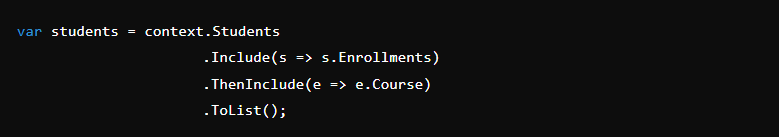 var students = context.Students
.Include(s => s.Enrollments)
.ThenInclude(e => e.Course)
.ToList();